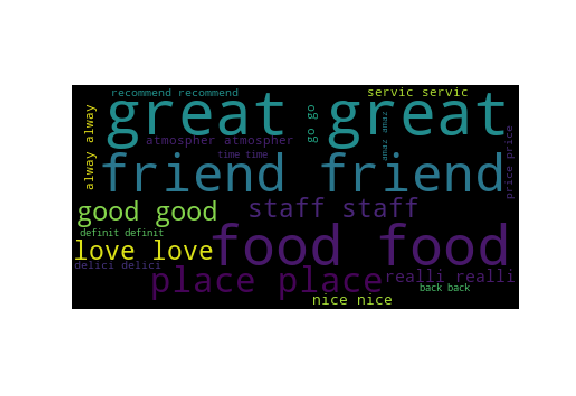 recommend recommend
servic servic
great great
alway alway
go go
amaz amaz
atmospher atmospher
price price
time time
friend friend
good good
staff staff
definit definit
love love
food food
delici delici
place place
realli realli
back back
nice nice